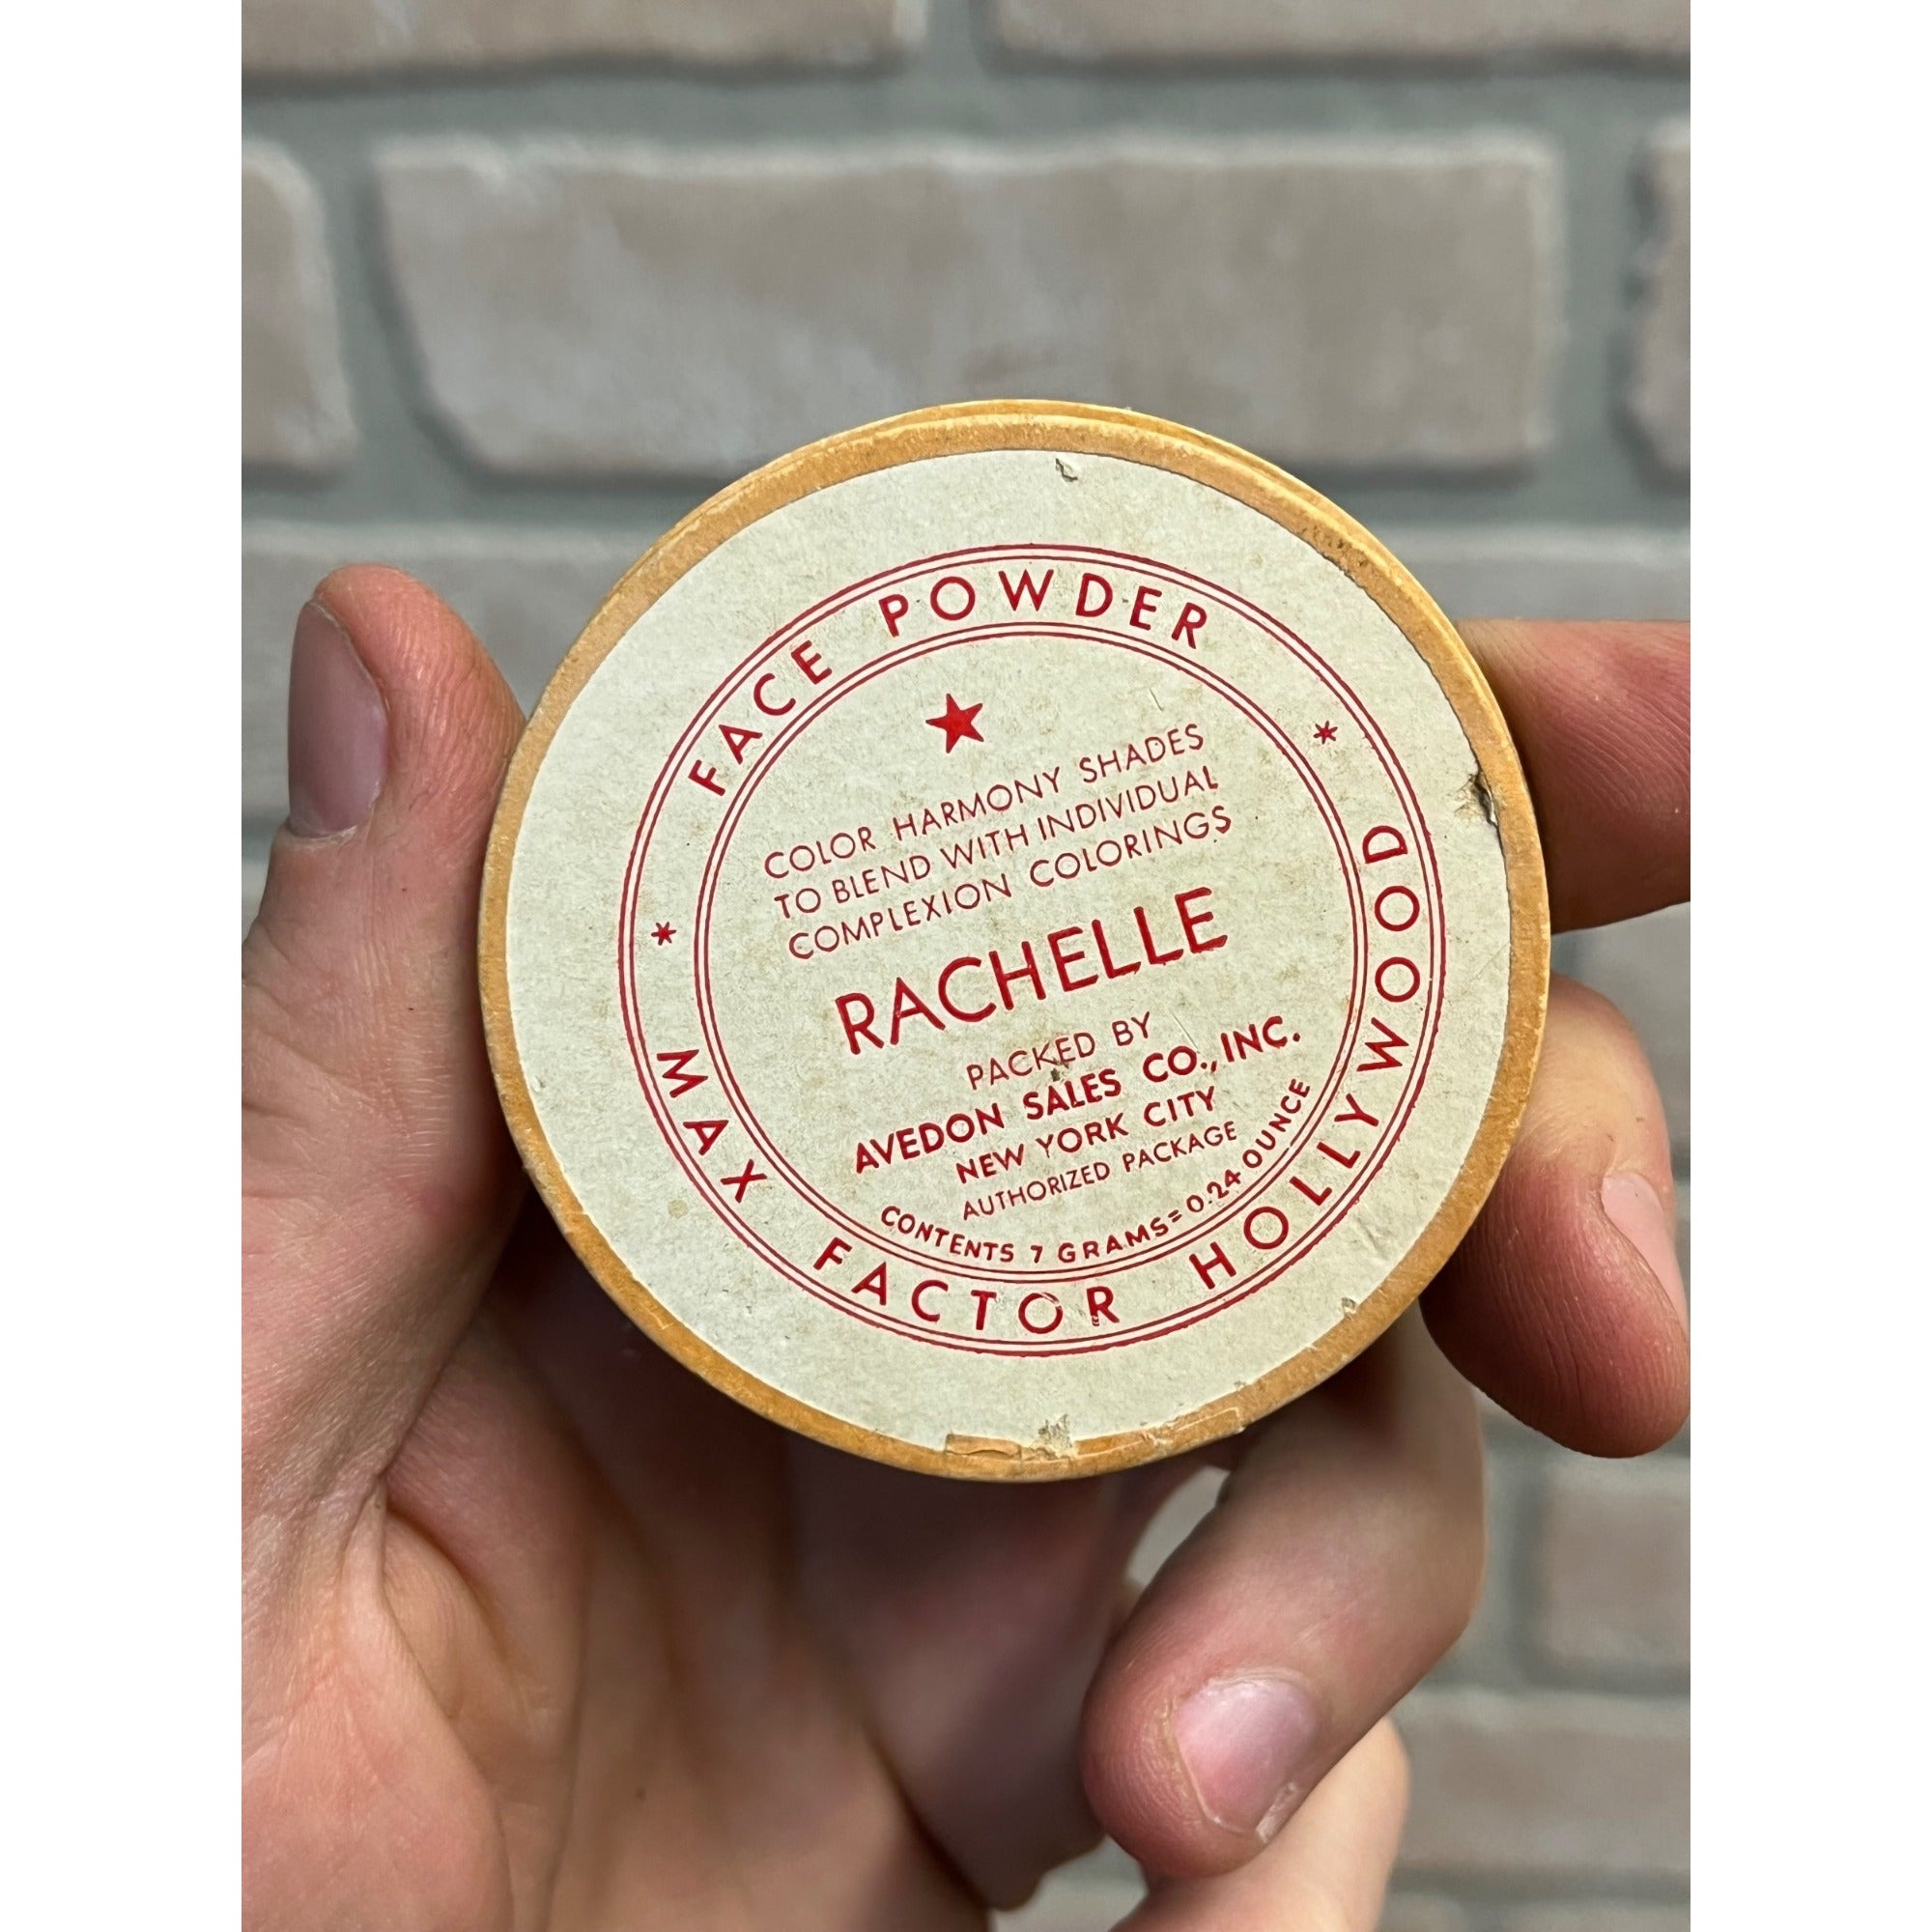 FACE POWDER
COLOR HARMONY SHADES
TO BLEND WITH INDIVIDUAL
COMPLEXION COLORINGS
RACHELLE
PACKED BY
AVEDON SALES CO., INC.
NEW YORK CITY
AUTHORIZED PACKAGE
CONTENTS 7 GRAMS = 0.24 OUNCE
MAX FACTOR HOLLYWOOD